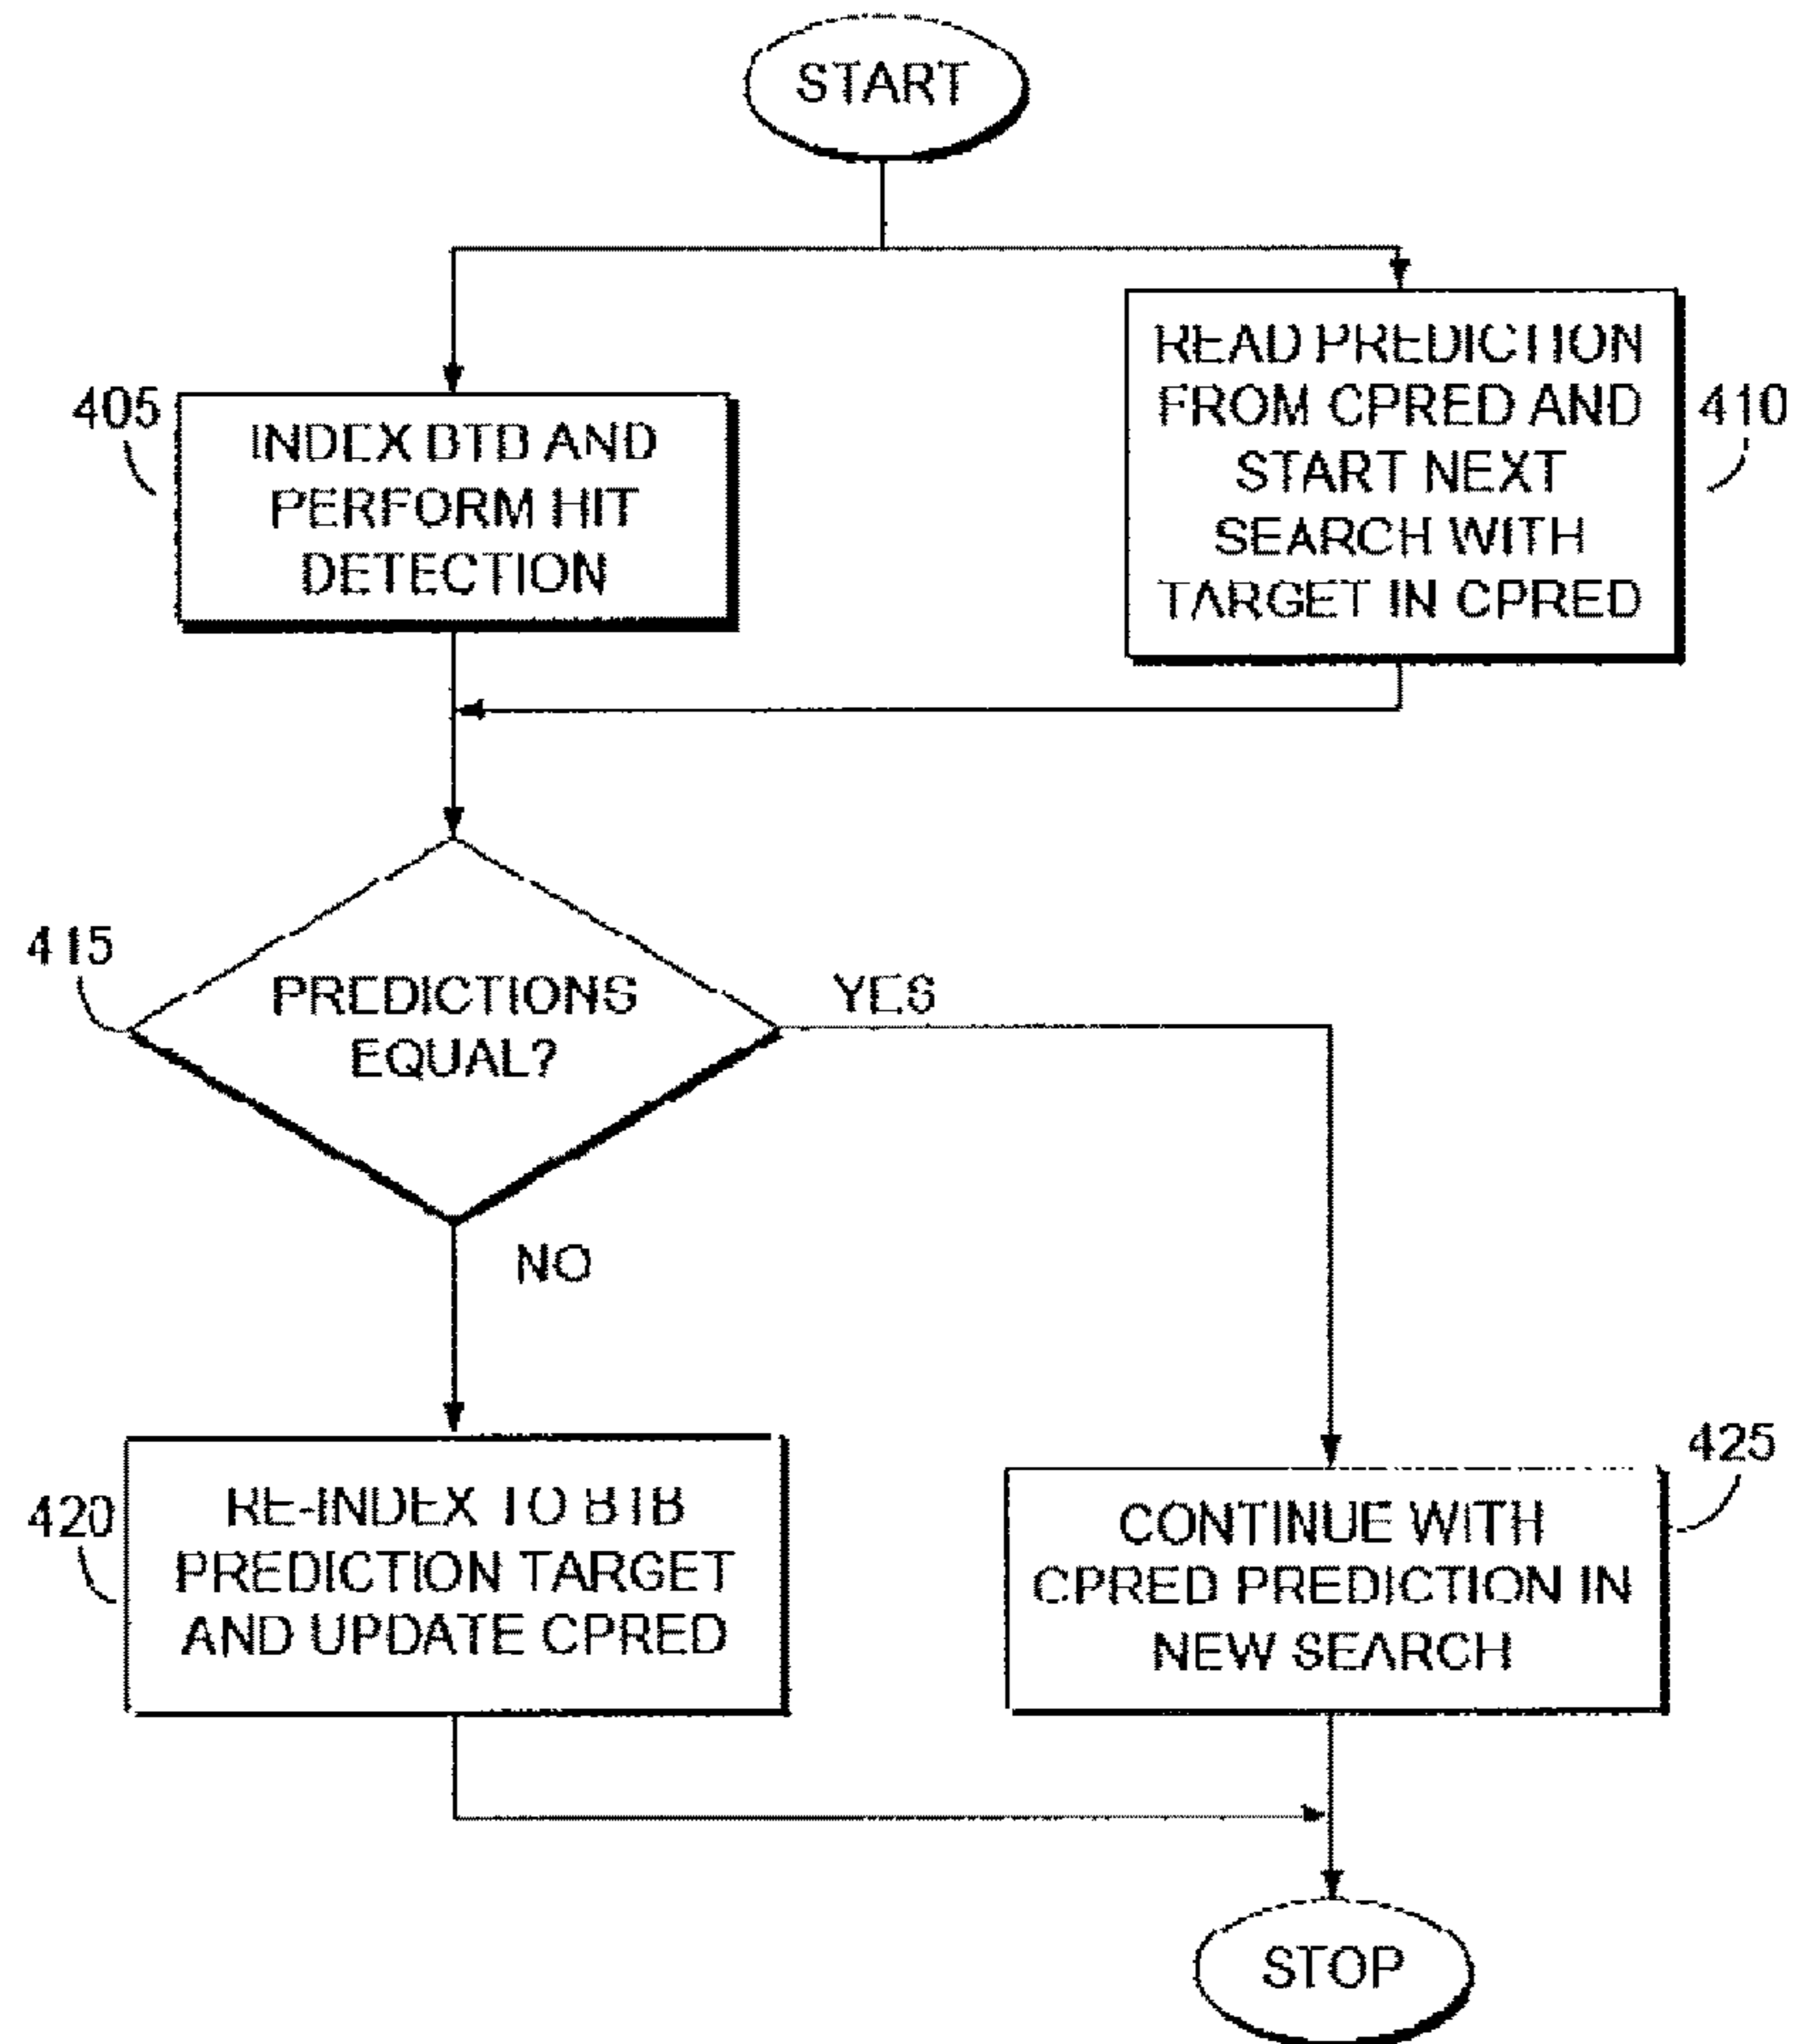 START
405
INDEX BTB AND
PERFORM HIT
DETECTION
READ PREDICTION
FROM CPRED AND
START NEXT
SEARCH WITH
TARGET IN CPRED
410
415
PREDICTIONS
EQUAL?
YES
NO
420
RE-INDEX TO BTB
PREDICTION TARGET
AND UPDATE CPRED
CONTINUE WITH
CPRED PREDICTION IN
NEW SEARCH
425
STOP